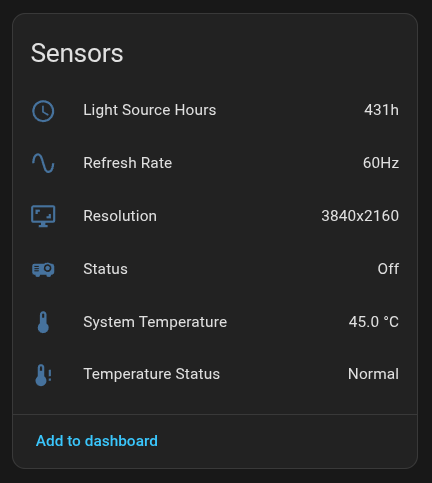 Sensors
Light Source Hours 431h
Refresh Rate 60Hz
Resolution 3840x2160
Status Off
System Temperature 45.0 °C
Temperature Status Normal
Add to dashboard